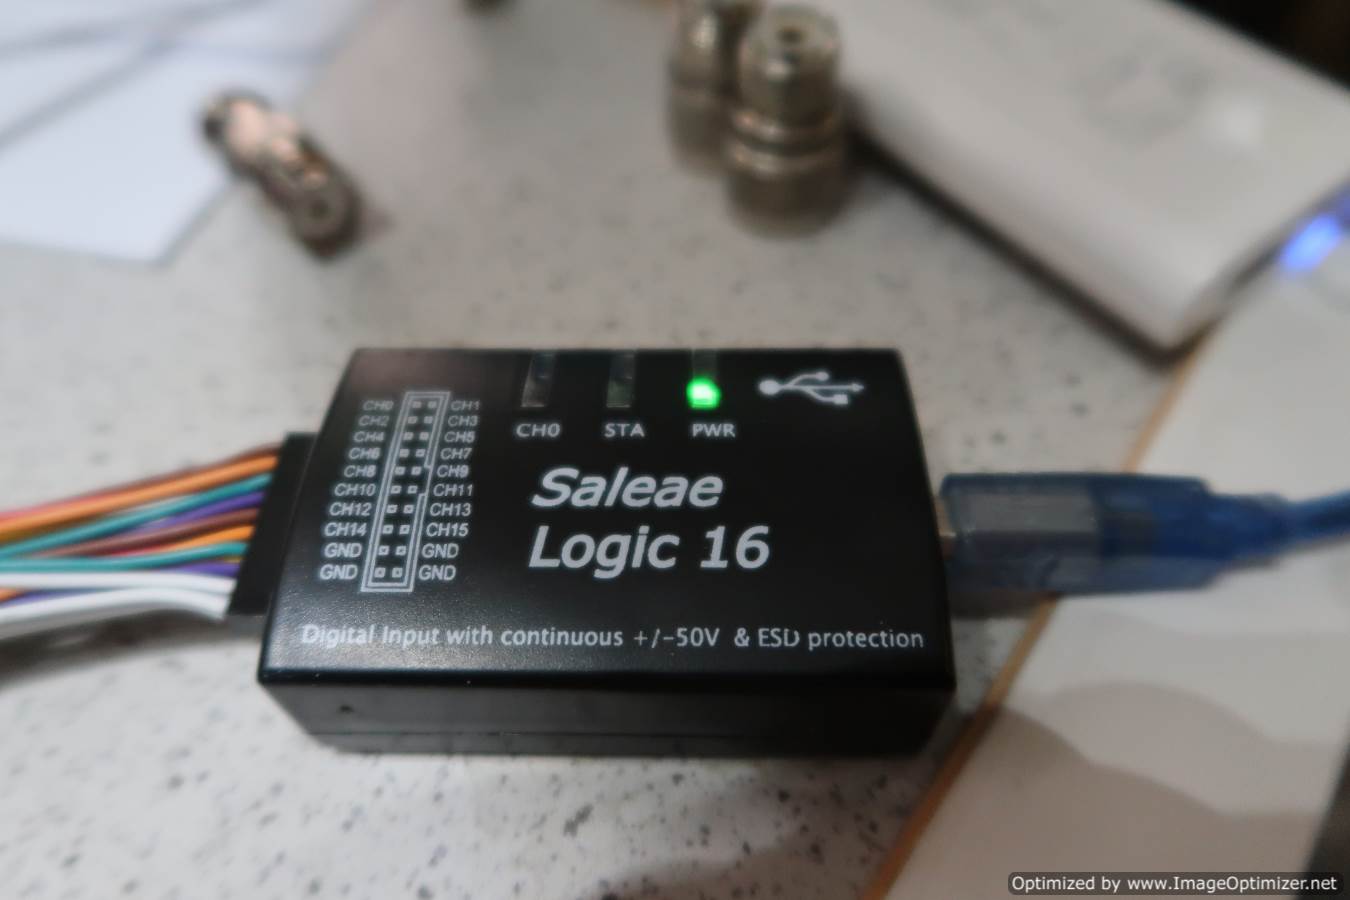 CH0 CH1
CH2 CH3
CH4 CH5
CH6 CH7
CH8 CH9
CH10 CH11
CH12 CH13
CH14 CH15
GND GND
GND GND
CH0 STA PWR
Saleae
Logic 16
Digital Input with continuous +/-50V & ESD protection
Optimized by www.ImageOptimizer.net